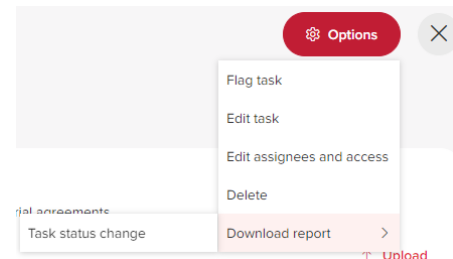 Options
Flag task
Edit task
Edit assignees and access
Delete
agreements
Task status change
Download report
Upload